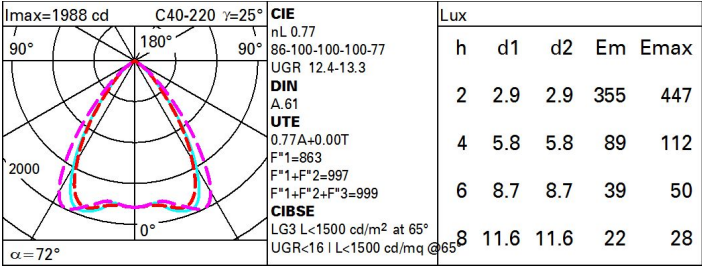 Imax=1988 cd C40-220 γ=25°
90° 180° 90°
2000
0°
α=72°
CIE
nL 0.77
86-100-100-100-77
UGR 12.4-13.3
DIN
A.61
UTE
0.77A+0.00T
F"1=863
F"1+F"2=997
F"1+F"2+F"3=999
CIBSE
LG3 L<1500 cd/m² at 65°
UGR<16 | L<1500 cd/mq @65°
Lux
h d1 d2 Em Emax
2 2.9 2.9 355 447
4 5.8 5.8 89 112
6 8.7 8.7 39 50
8 11.6 11.6 22 28